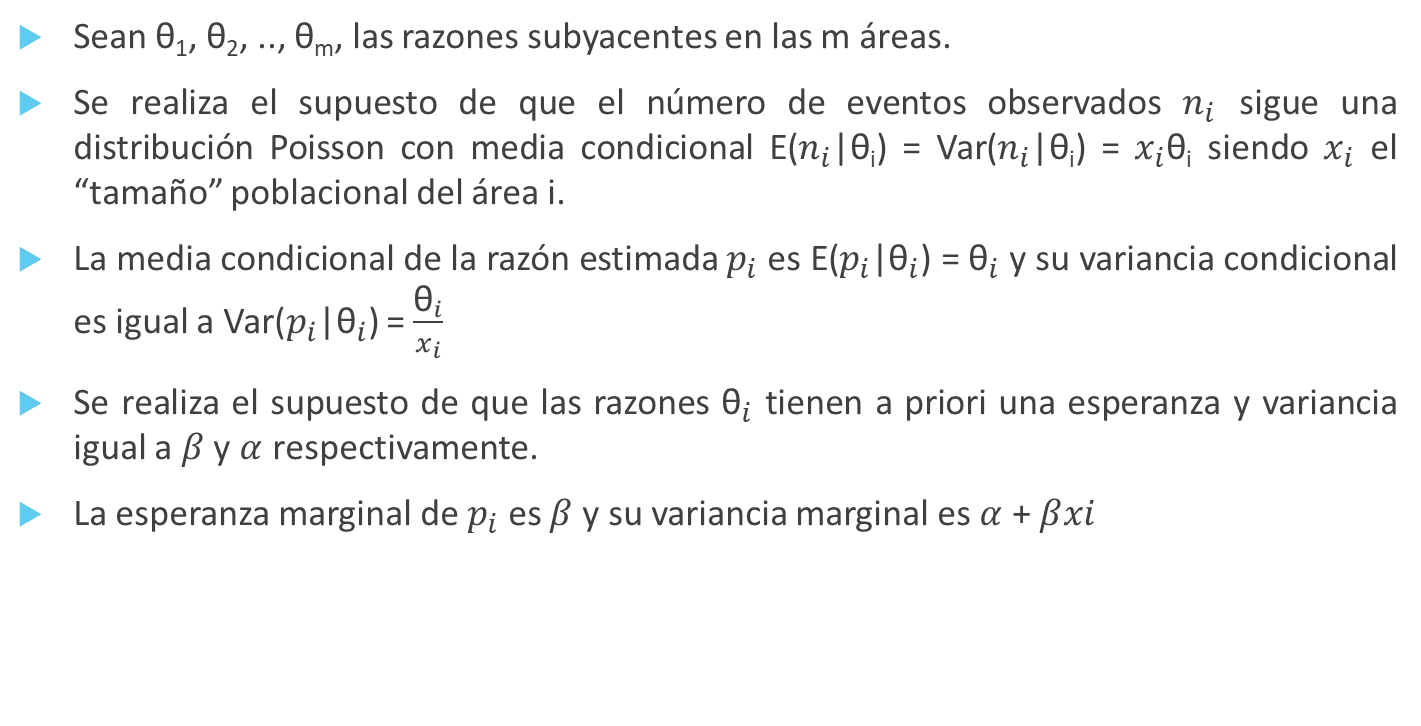 Sean θ₁, θ₂, .., θₘ, las razones subyacentes en las m áreas.
Se realiza el supuesto de que el número de eventos observados 𝑛ᵢ sigue una
distribución Poisson con media condicional E(𝑛ᵢ|θᵢ) = Var(𝑛ᵢ|θᵢ) = 𝑥ᵢθᵢ siendo 𝑥ᵢ el
“tamaño” poblacional del área i.
La media condicional de la razón estimada 𝑝ᵢ es E(𝑝ᵢ|θᵢ) = θᵢ y su variancia condicional
es igual a Var(𝑝ᵢ|θᵢ) = θᵢ/𝑥ᵢ
Se realiza el supuesto de que las razones θᵢ tienen a priori una esperanza y variancia
igual a 𝛽 y 𝛼 respectivamente.
La esperanza marginal de 𝑝ᵢ es 𝛽 y su variancia marginal es 𝛼 + 𝛽𝑥𝑖